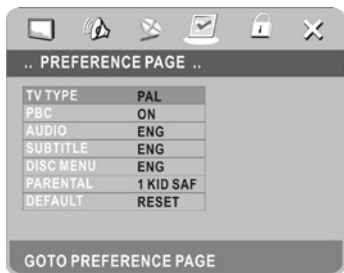 .. PREFERENCE PAGE ..
TV TYPE PAL
PBC ON
AUDIO ENG
SUBTITLE ENG
DISC MENU ENG
PARENTAL 1 KID SAF
DEFAULT RESET
GOTO PREFERENCE PAGE